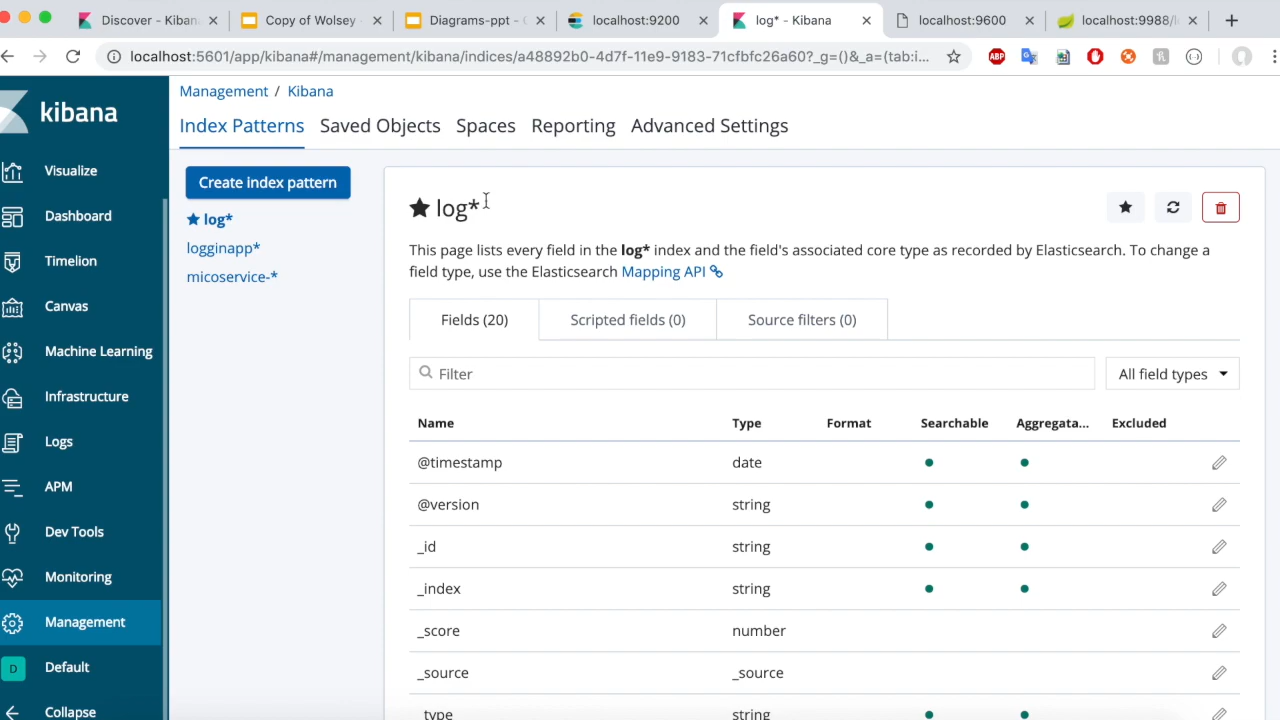 Discover - Kiban
Copy of Wolsey
Diagrams-ppt - G
localhost:9200
log* - Kibana
localhost:9600
localhost:9988/l
localhost:5601/app/kibana#/management/kibana/indices/a48892b0-4d7f-11e9-9183-71cfbfc26a60?_g=()&_a=(tab:i...
ABP
kibana
Visualize
Dashboard
Timelion
Canvas
Machine Learning
Infrastructure
Logs
APM
Dev Tools
Monitoring
Management
D Default
Collapse
Management / Kibana
Index Patterns Saved Objects Spaces Reporting Advanced Settings
Create index pattern
★ log*
logginapp*
micoservice-*
★ log*
This page lists every field in the log* index and the field's associated core type as recorded by Elasticsearch. To change a
field type, use the Elasticsearch Mapping API
Fields (20) Scripted fields (0) Source filters (0)
Filter
All field types
Name Type Format Searchable Aggregata... Excluded
@timestamp date
@version string
_id string
_index string
_score number
_source _source
_type string